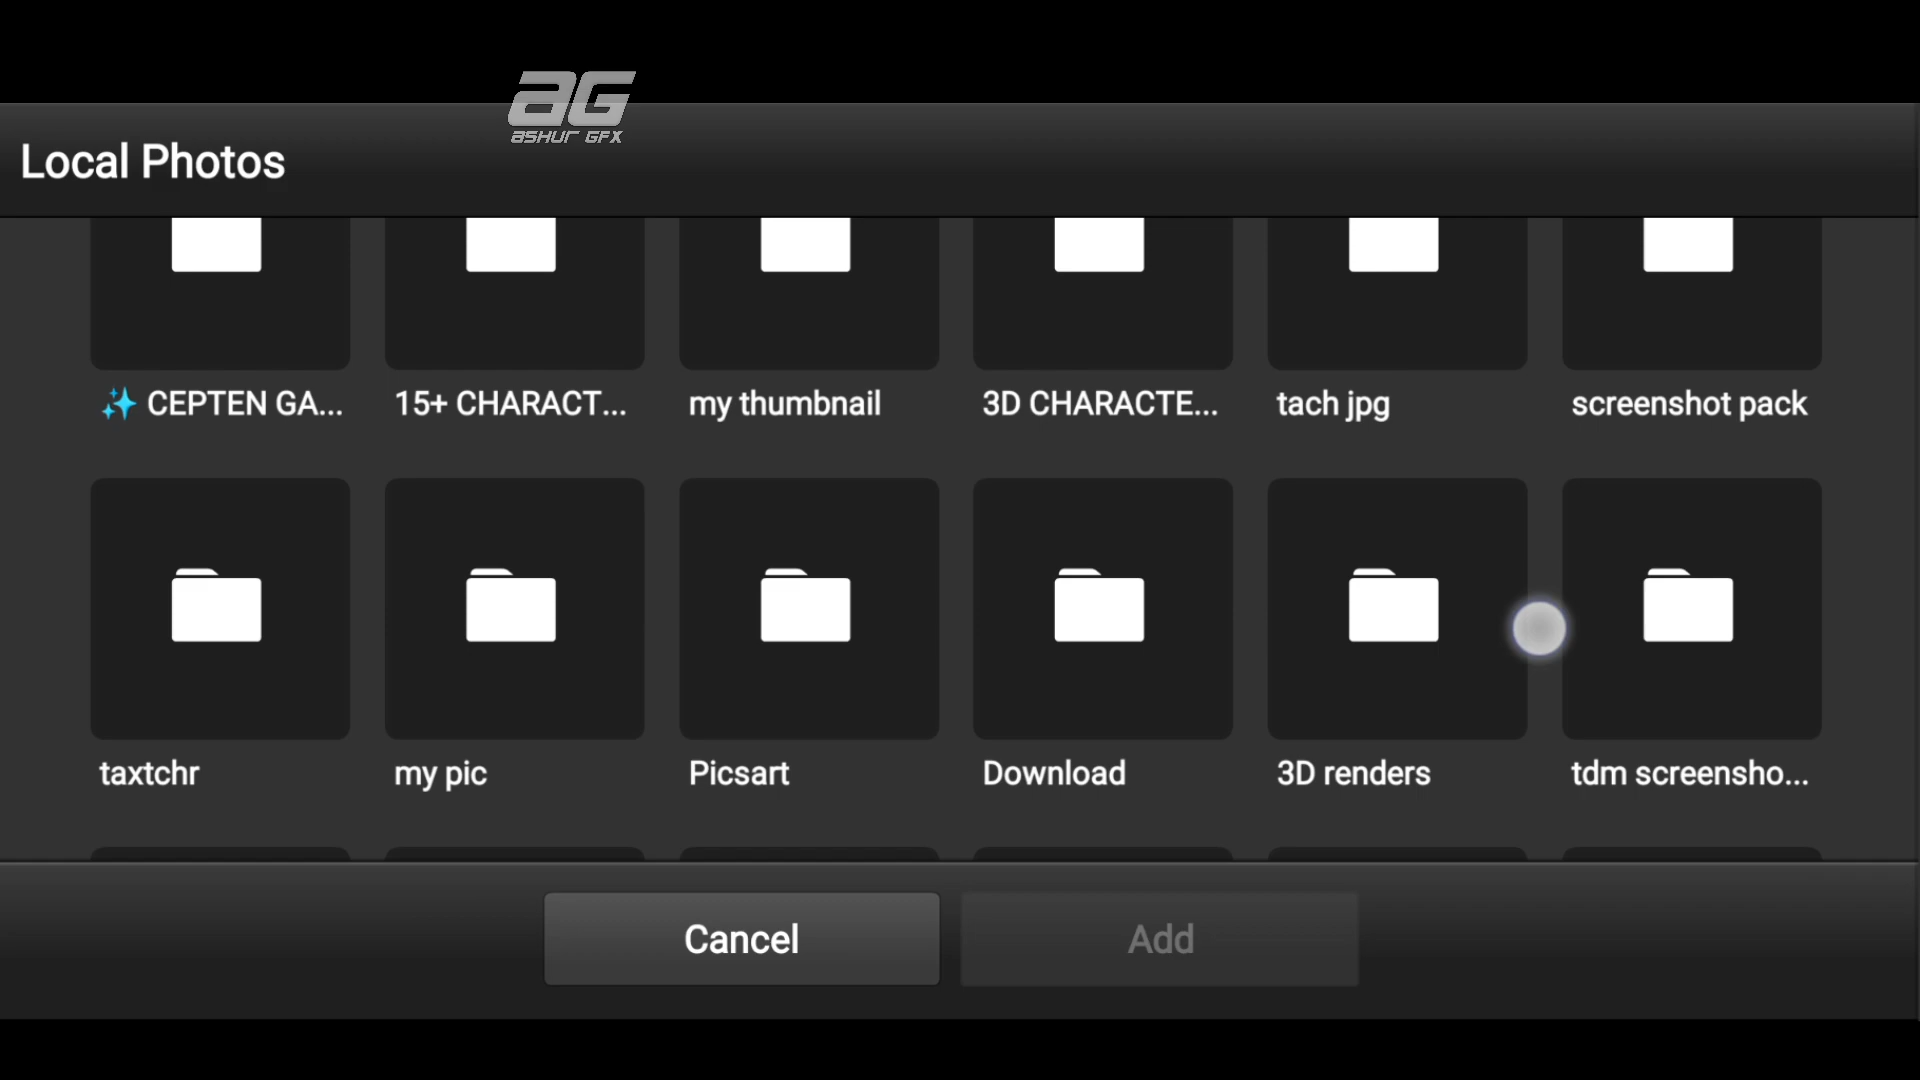 AG
ASHUR GFX
Local Photos
✨ CEPTEN GA...
15+ CHARACT...
my thumbnail
3D CHARACTE...
tach jpg
screenshot pack
taxtchr
my pic
Picsart
Download
3D renders
tdm screensho...
Cancel
Add